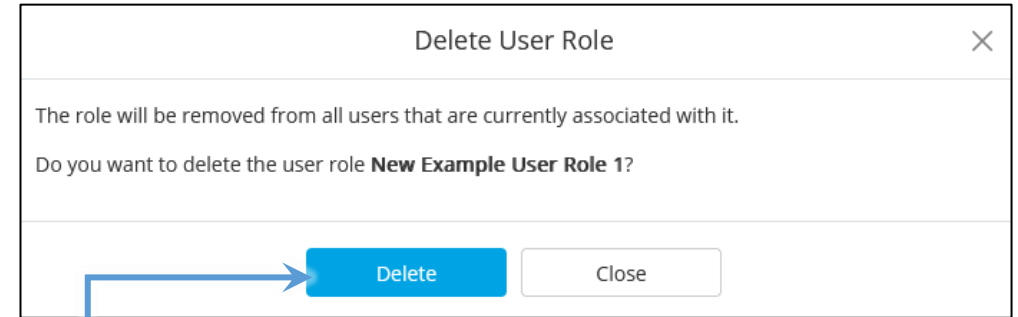 Delete User Role
The role will be removed from all users that are currently associated with it.
Do you want to delete the user role New Example User Role 1?
Delete
Close